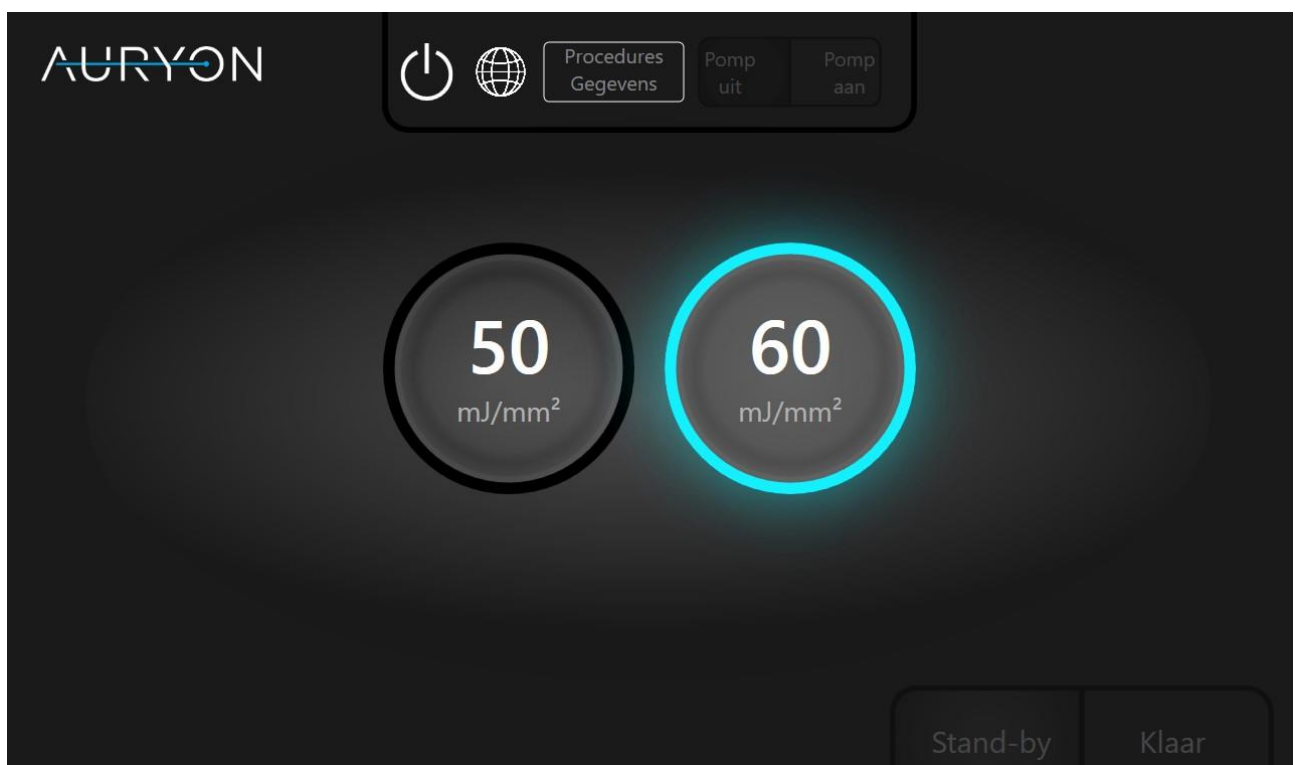 AURYON
Procedures
Gegevens
Pomp
uit
Pomp
aan
50
mJ/mm²
60
mJ/mm²
Stand-by
Klaar